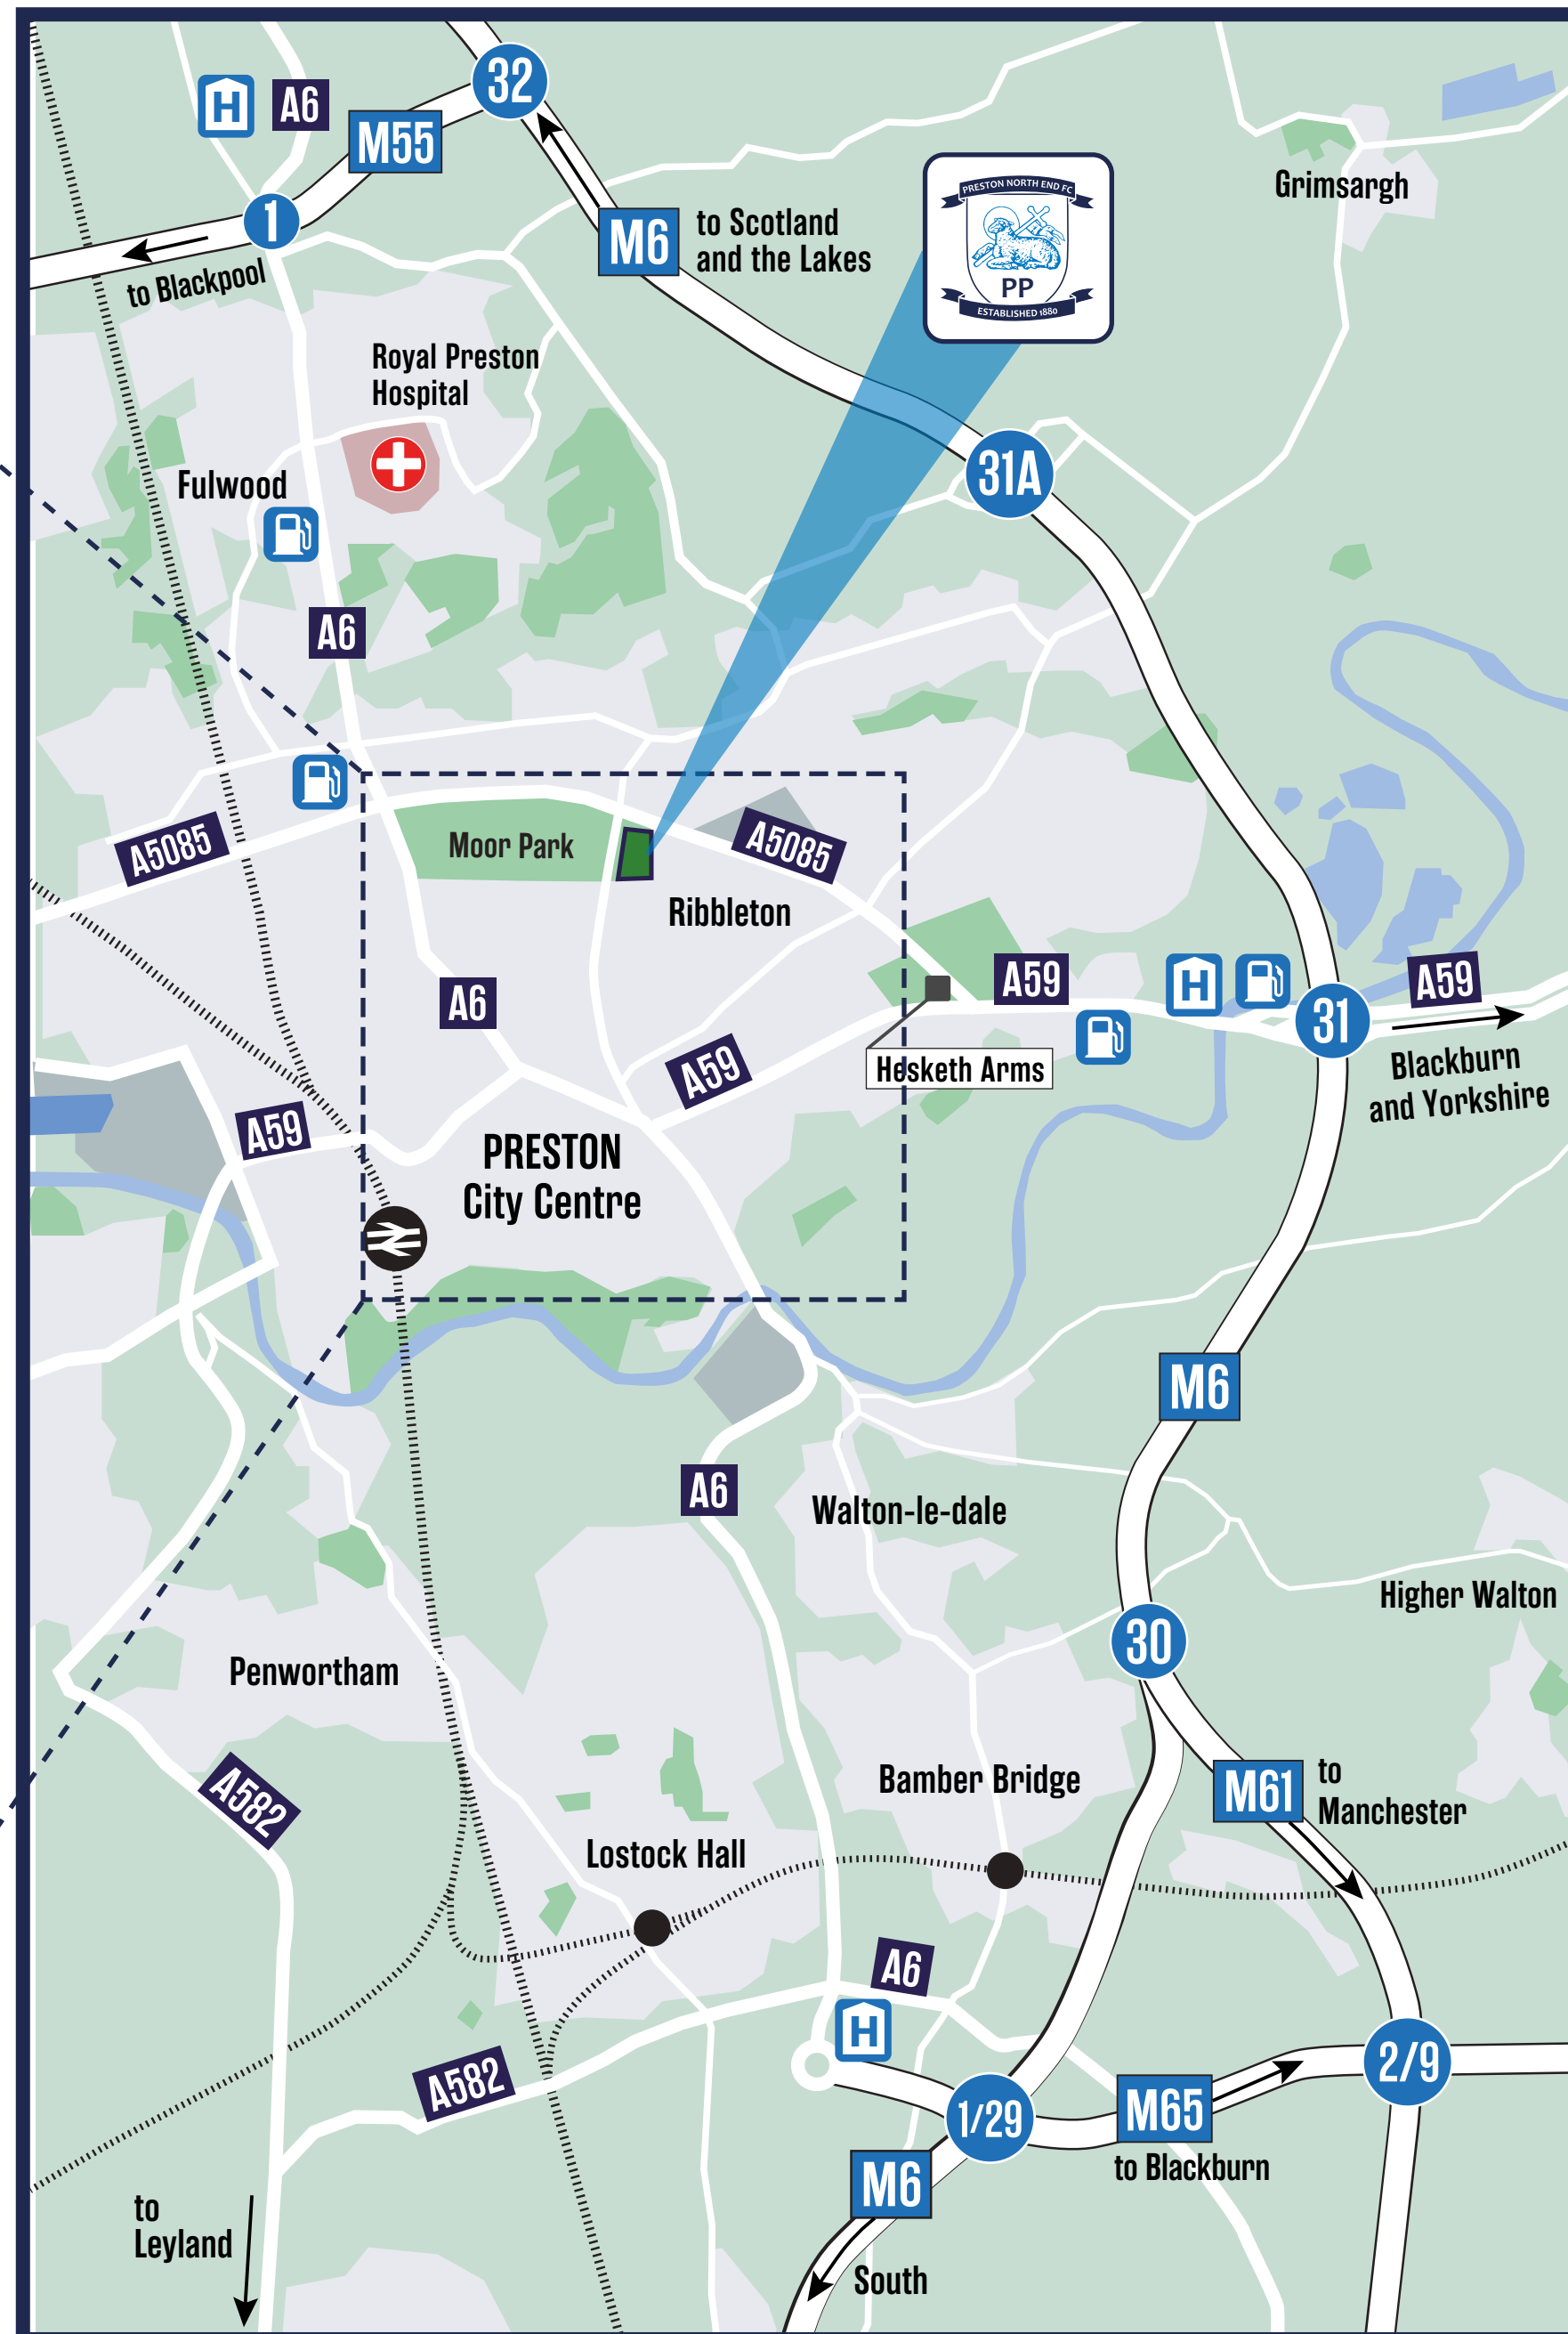 32
H
A6
M55
1
to Blackpool
M6
to Scotland
and the Lakes
PRESTON NORTH END FC
PP
ESTABLISHED 1880
Grimsargh
Royal Preston
Hospital
31A
Fulwood
A6
A5085
Moor Park
A5085
Ribbleton
A6
A59
H
A59
31
Hesketh Arms
A59
Blackburn
and Yorkshire
A59
PRESTON
City Centre
M6
A6
Walton-le-dale
Higher Walton
30
Penwortham
A582
Bamber Bridge
M61
to
Manchester
Lostock Hall
A6
H
A582
2/9
1/29
M65
to Blackburn
M6
to
Leyland
South